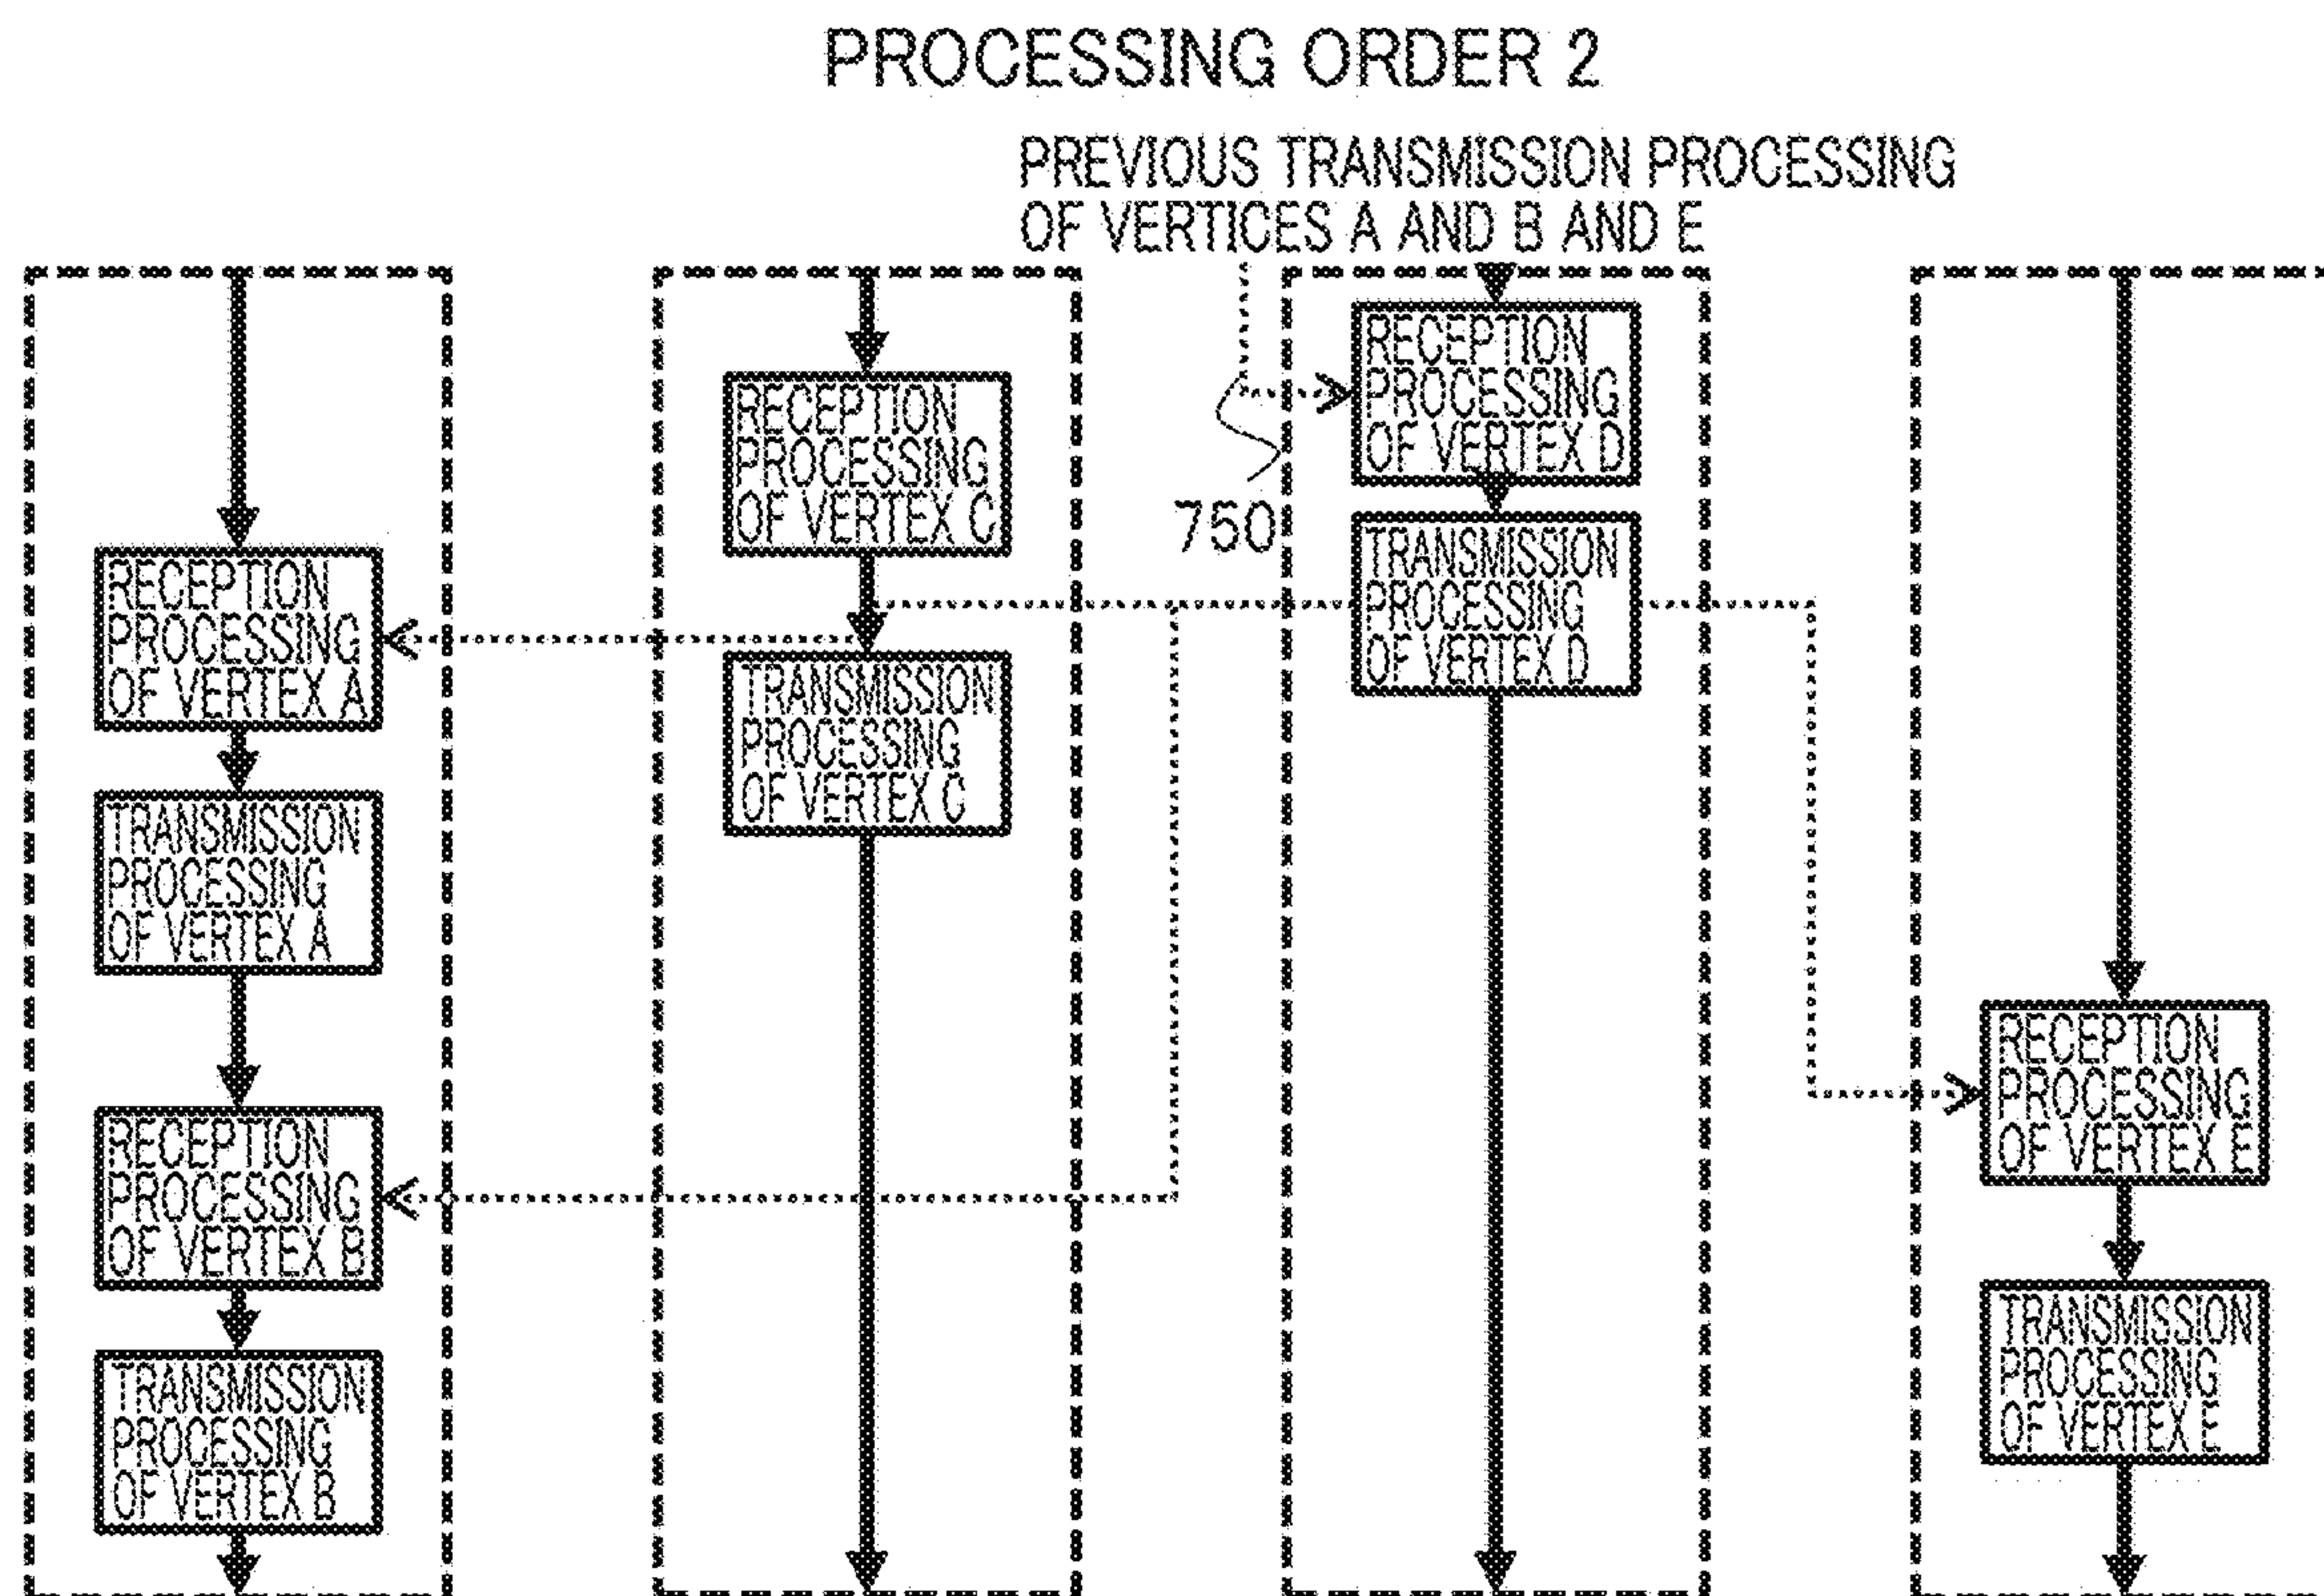 PROCESSING ORDER 2
PREVIOUS TRANSMISSION PROCESSING
OF VERTICES A AND B AND E
RECEPTION
PROCESSING
OF VERTEX A
TRANSMISSION
PROCESSING
OF VERTEX A
RECEPTION
PROCESSING
OF VERTEX B
TRANSMISSION
PROCESSING
OF VERTEX B
RECEPTION
PROCESSING
OF VERTEX C
TRANSMISSION
PROCESSING
OF VERTEX C
750
RECEPTION
PROCESSING
OF VERTEX D
TRANSMISSION
PROCESSING
OF VERTEX D
RECEPTION
PROCESSING
OF VERTEX E
TRANSMISSION
PROCESSING
OF VERTEX E